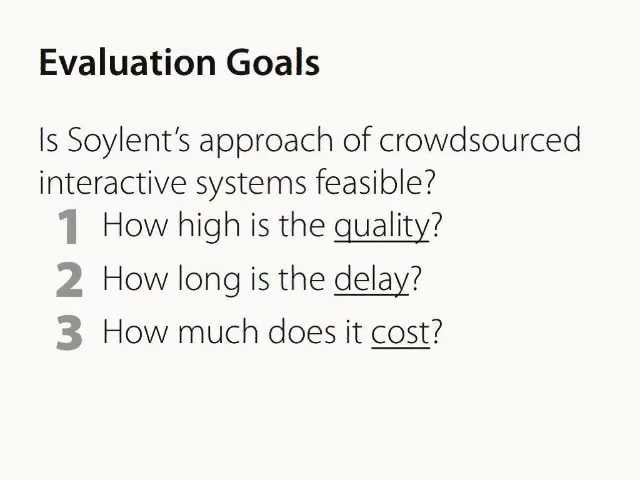 Evaluation Goals
Is Soylent’s approach of crowdsourced
interactive systems feasible?
1 How high is the quality?
2 How long is the delay?
3 How much does it cost?